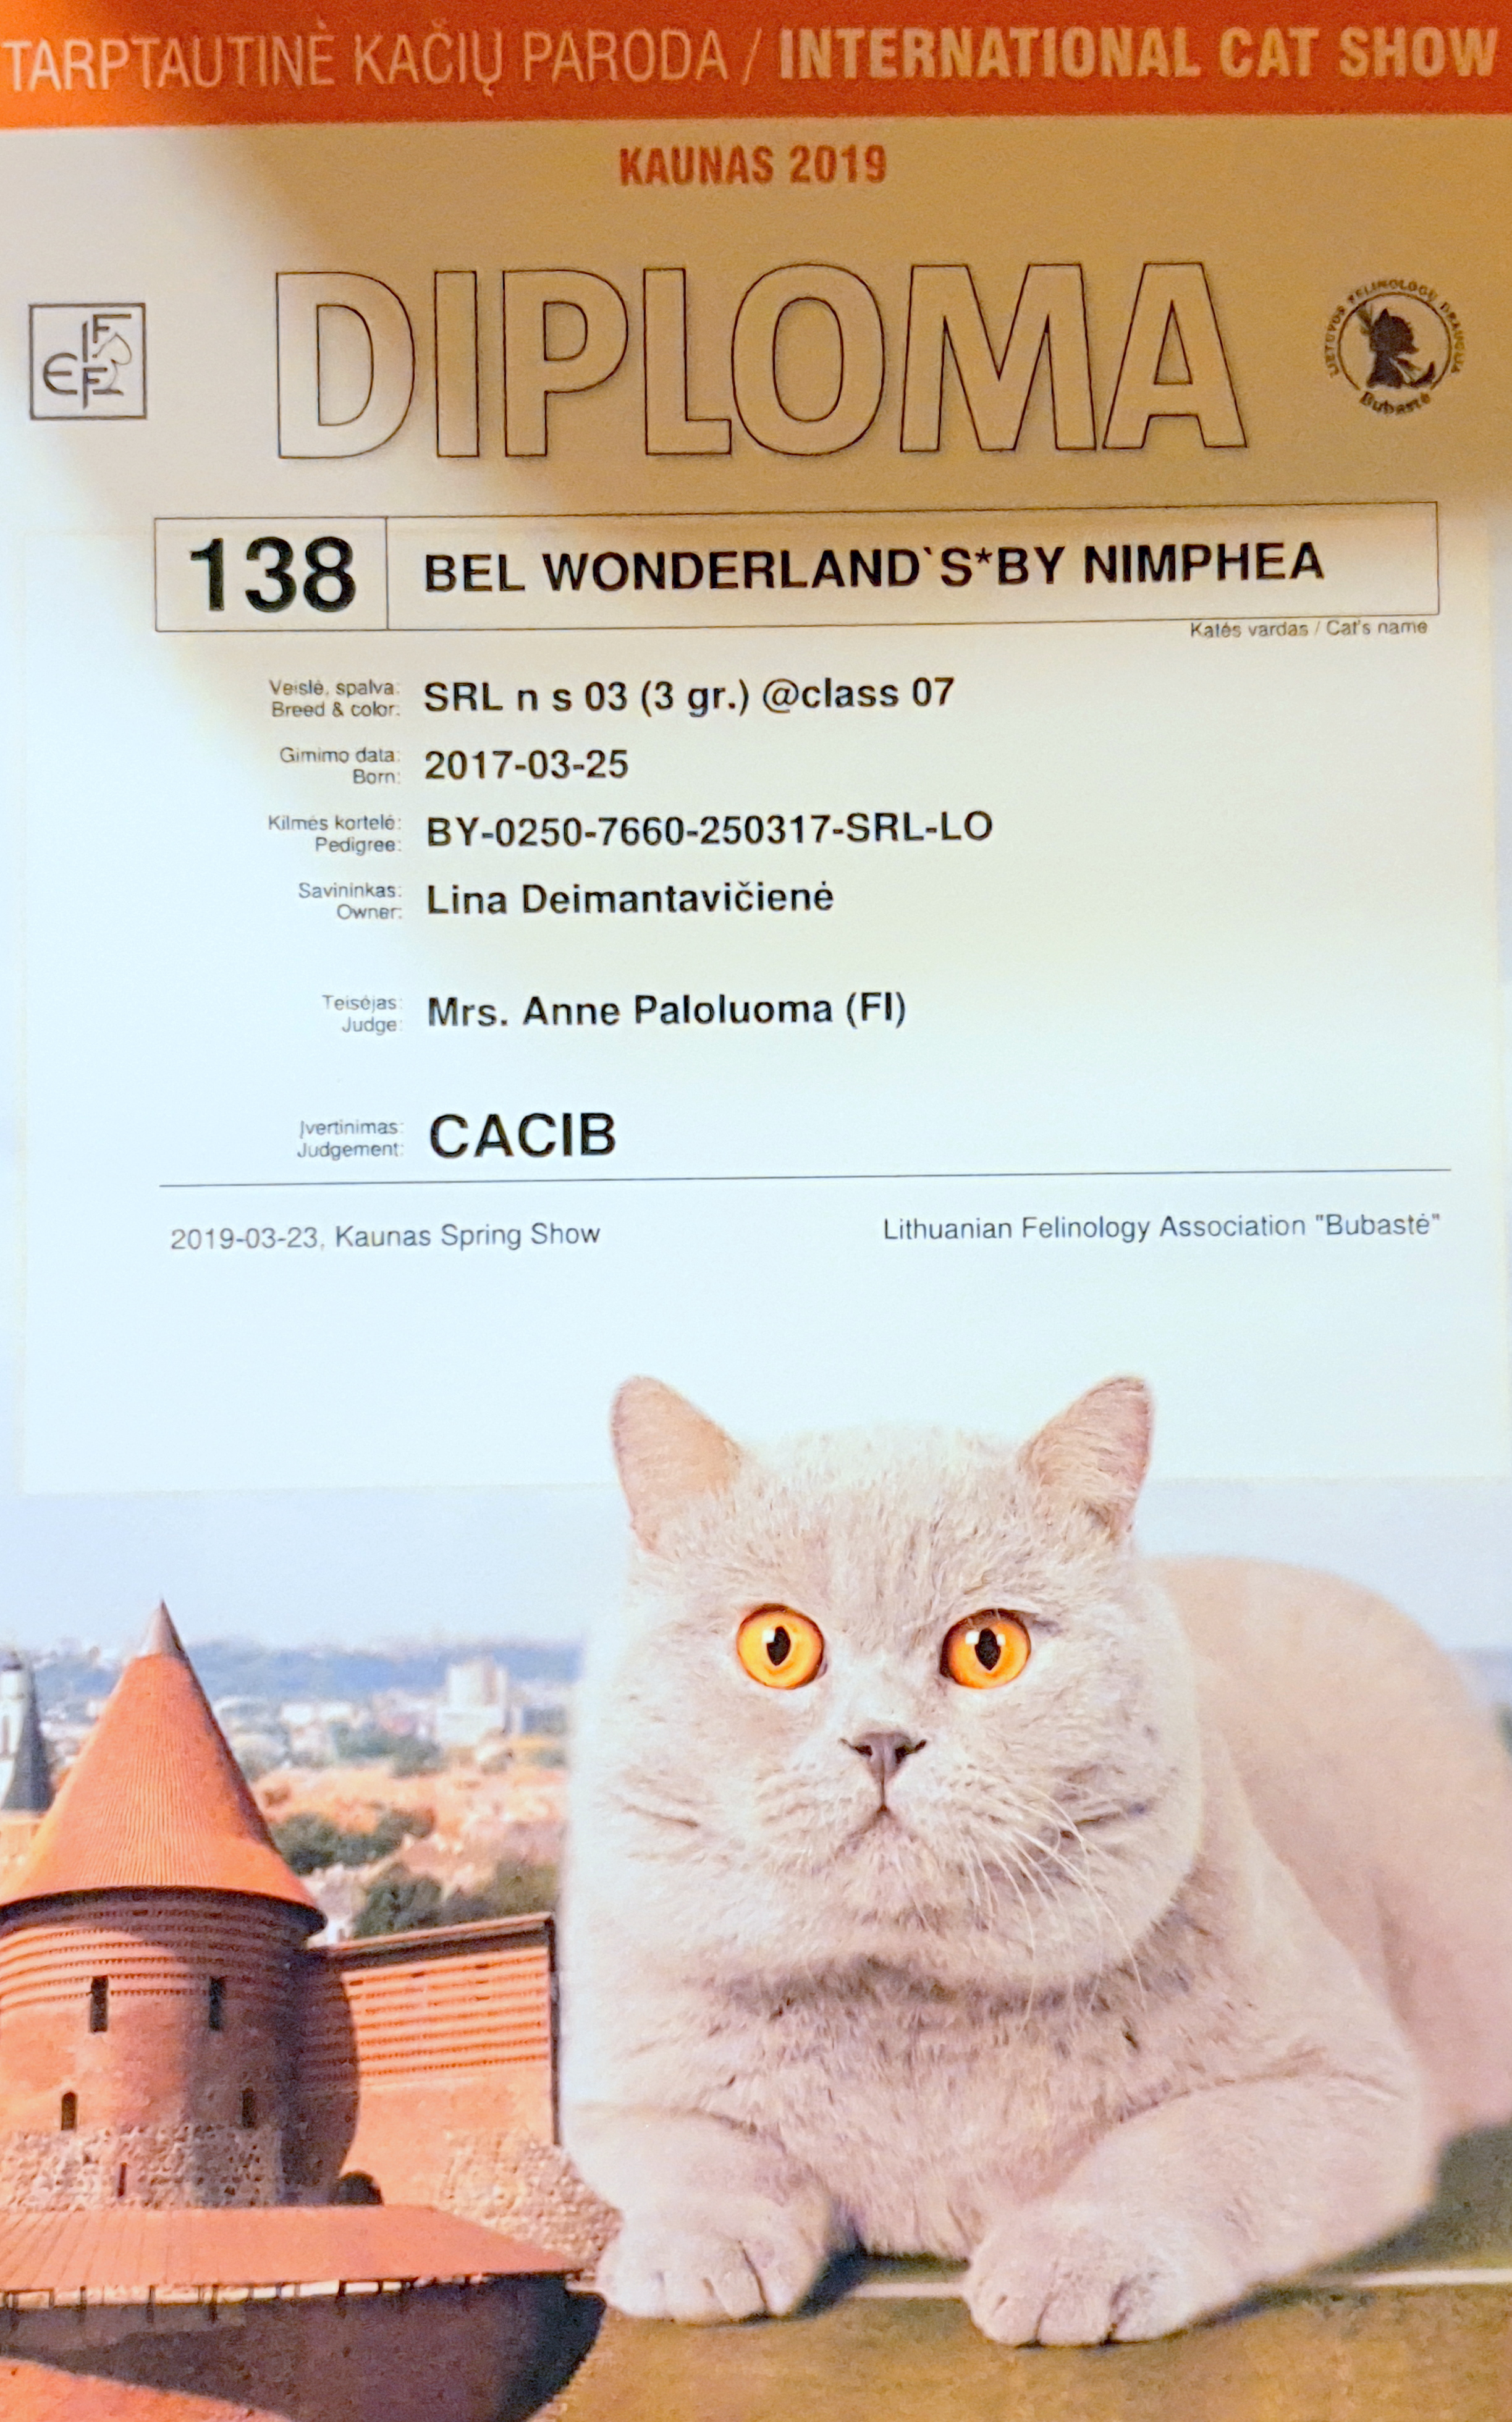 TARPTAUTINĖ KAČIŲ PARODA / INTERNATIONAL CAT SHOW
KAUNAS 2019
DIPLOMA
FIFE
LIETUVOS FELINOLOGŲ DRAUGIJA
Bubastė
138 BEL WONDERLAND`S*BY NIMPHEA
Katės vardas / Cat's name
Veislė, spalva:
Breed & color: SRL n s 03 (3 gr.) @class 07
Gimimo data:
Born: 2017-03-25
Kilmės kortelė:
Pedigree: BY-0250-7660-250317-SRL-LO
Savininkas:
Owner: Lina Deimantavičienė
Teisėjas:
Judge: Mrs. Anne Paloluoma (FI)
Įvertinimas:
Judgement: CACIB
2019-03-23, Kaunas Spring Show
Lithuanian Felinology Association "Bubastė"